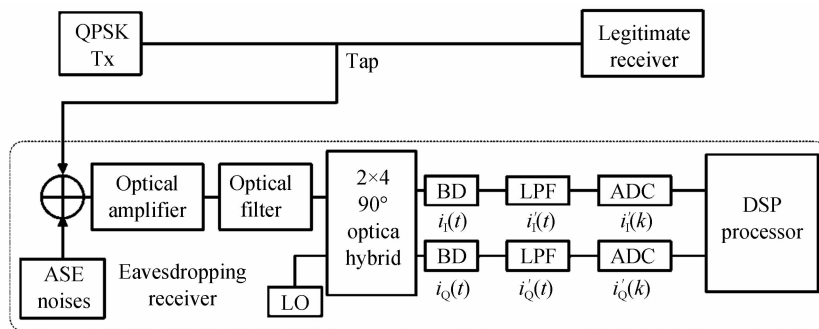 QPSK
Tx
Tap
Legitimate
receiver
Optical
amplifier
Optical
filter
2×4
90°
optica
hybrid
BD
LPF
ADC
i_I(t)
i'_I(t)
i'_I(k)
BD
LPF
ADC
i_Q(t)
i'_Q(t)
i'_Q(k)
DSP
processor
ASE
noises
Eavesdropping
receiver
LO